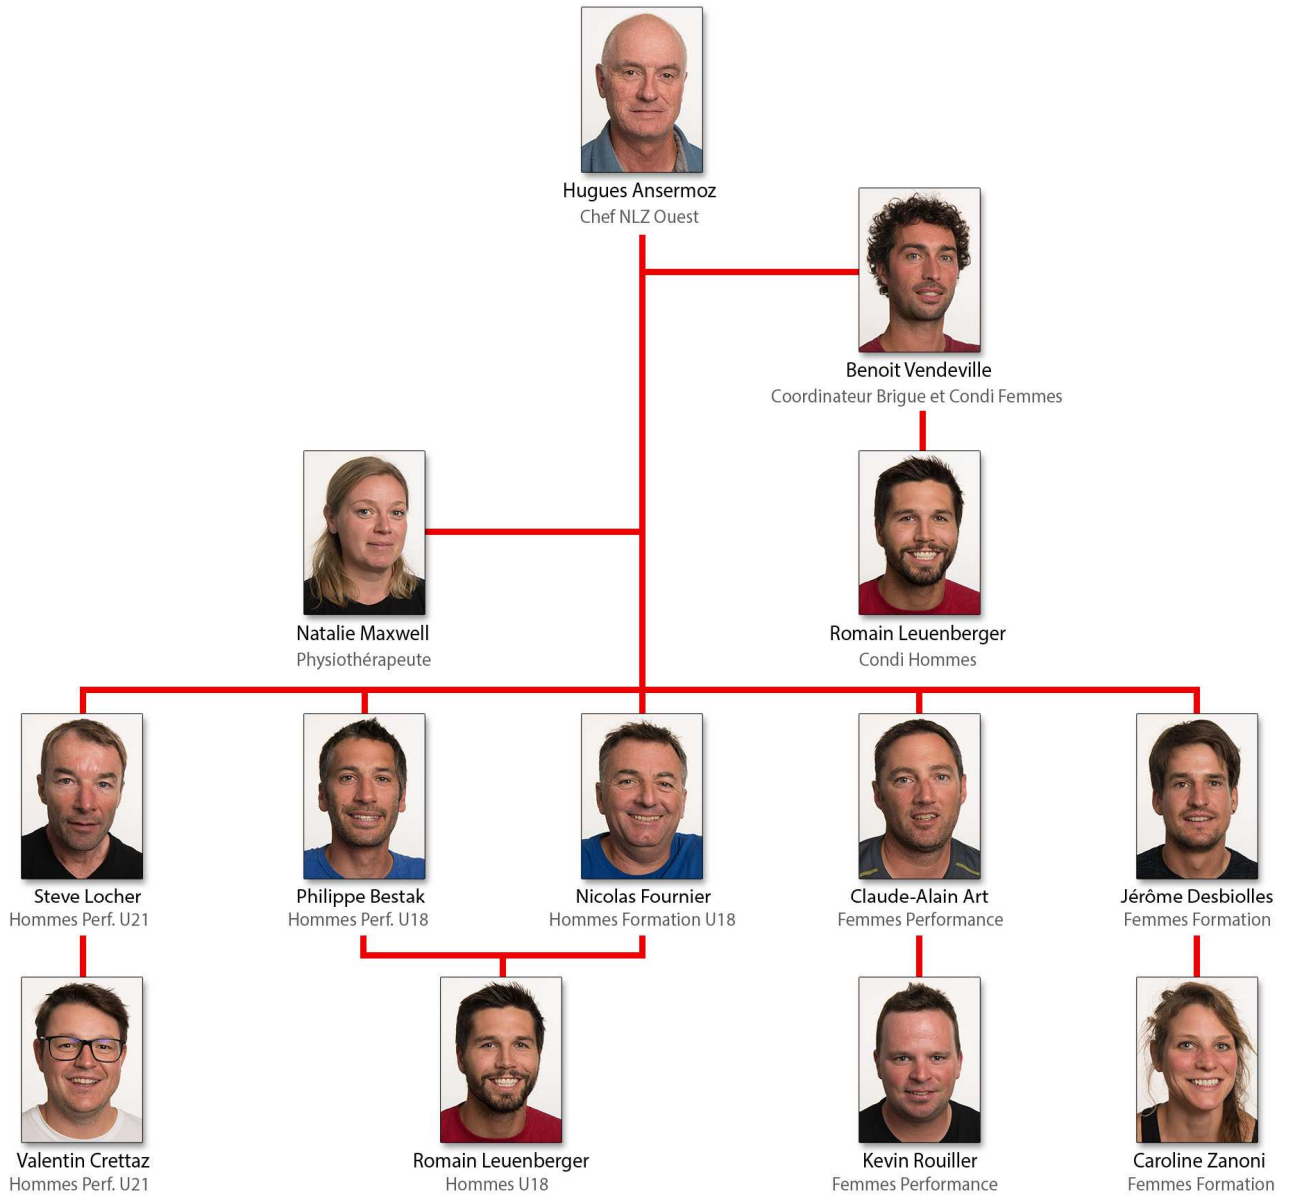 Hugues Ansermoz
Chef NLZ Ouest
Benoit Vendeville
Coordinateur Brigue et Condi Femmes
Natalie Maxwell
Physiothérapeute
Romain Leuenberger
Condi Hommes
Steve Locher
Hommes Perf. U21
Philippe Bestak
Hommes Perf. U18
Nicolas Fournier
Hommes Formation U18
Claude-Alain Art
Femmes Performance
Jérôme Desbiolles
Femmes Formation
Valentin Crettaz
Hommes Perf. U21
Romain Leuenberger
Hommes U18
Kevin Rouiller
Femmes Performance
Caroline Zanoni
Femmes Formation